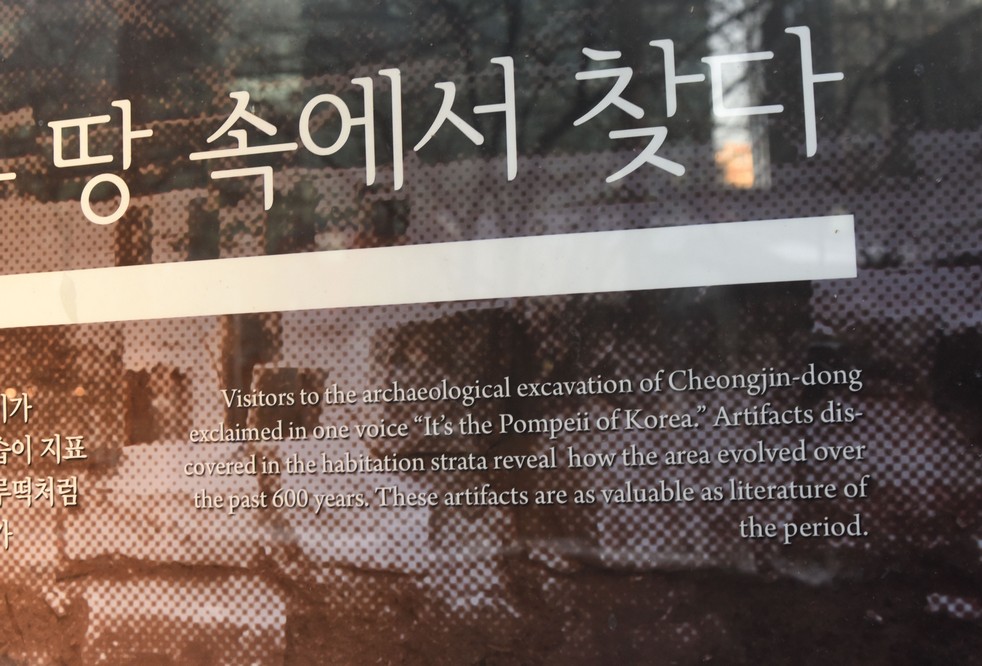 땅 속에서 찾다
지표
Visitors to the archaeological excavation of Cheongjin-dong
exclaimed in one voice “It’s the Pompeii of Korea.” Artifacts dis-
covered in the habitation strata reveal how the area evolved over
the past 600 years. These artifacts are as valuable as literature of
the period.